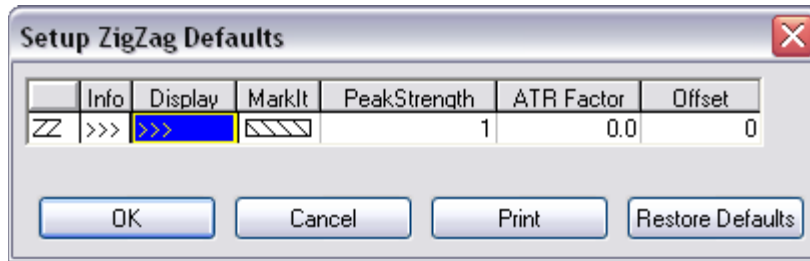 Setup ZigZag Defaults
Info Display MarkIt PeakStrength ATR Factor Offset
ZZ >>> >>> 1 0.0 0
OK Cancel Print Restore Defaults